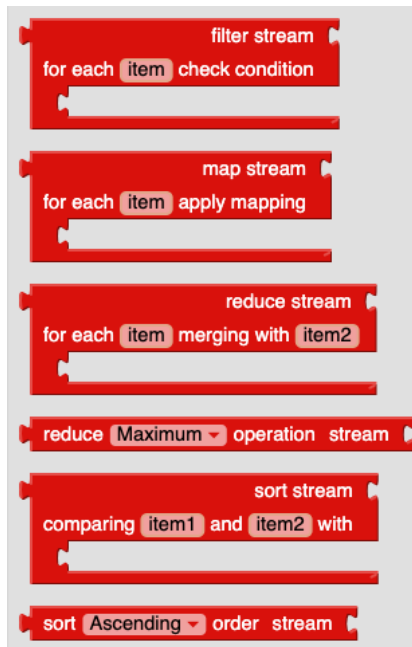 filter stream
for each item check condition
map stream
for each item apply mapping
reduce stream
for each item merging with item2
reduce Maximum operation stream
sort stream
comparing item1 and item2 with
sort Ascending order stream